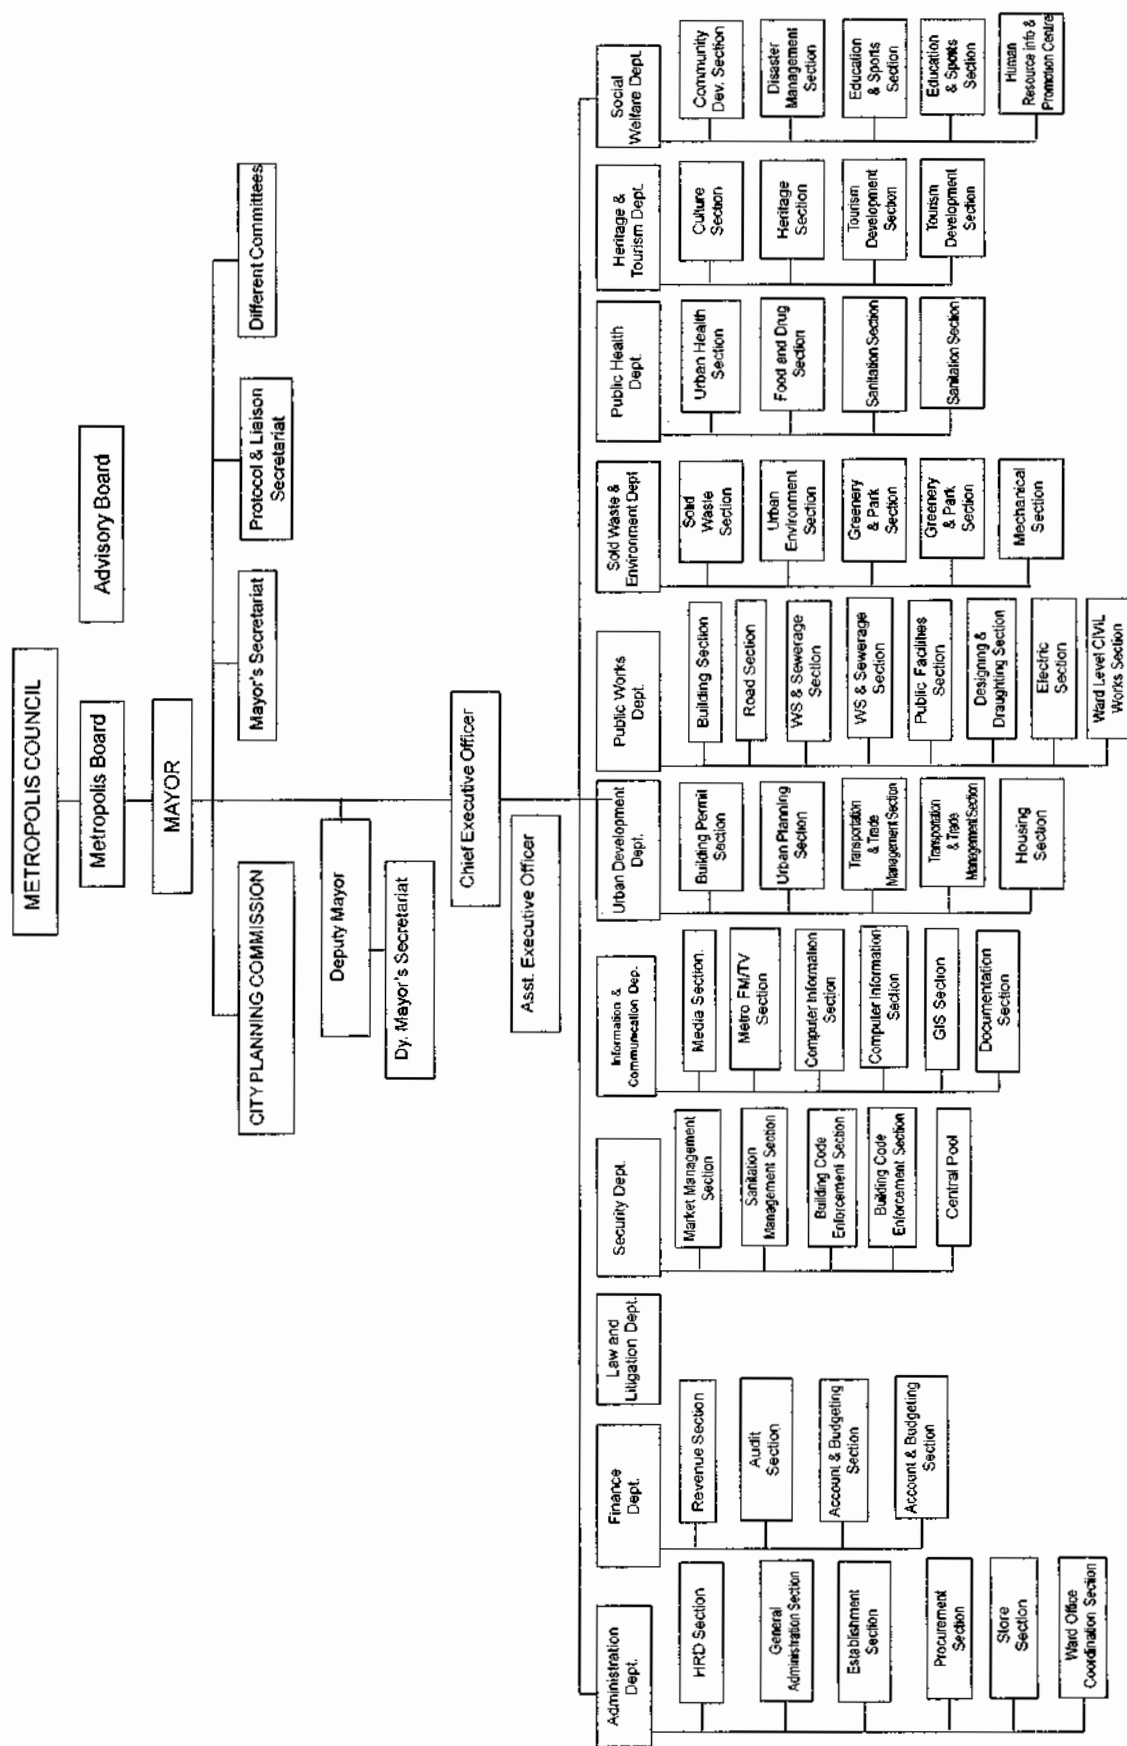 METROPOLIS COUNCIL
Metropolis Board
Advisory Board
MAYOR
CITY PLANNING COMMISSION
Mayor's Secretariat
Protocol & Liaison
Secretariat
Different Committees
Deputy Mayor
Dy. Mayor's Secretariat
Chief Executive Officer
Asst. Executive Officer
Administration
Dept.
HRD Section
General
Administration Section
Establishment
Section
Procurement
Section
Store
Section
Ward Office
Coordination Section
Finance
Dept.
Revenue Section
Audit
Section
Account & Budgeting
Section
Account & Budgeting
Section
Law and
Litigation Dept.
Security Dept.
Market Management
Section
Sanitation
Management Section
Building Code
Enforcement Section
Building Code
Enforcement Section
Central Pool
Information &
Communication Dep.
Media Section.
Metro FM/TV
Section
Computer Information
Section
Computer Information
Section
GIS Section
Documentation
Section
Urban Development
Dept.
Building Permit
Section
Urban Planning
Section
Transportation
& Trade
Management Section
Transportation
& Trade
Management Section
Housing
Section
Public Works
Dept.
Building Section
Road Section
WS & Sewerage
Section
WS & Sewerage
Section
Public Facilities
Section
Designing &
Draughting Section
Electric
Section
Ward Level CIVIL
Works Section
Sold Waste &
Environment Dept
Solid
Waste
Section
Urban
Environment
Section
Greenery
& Park
Section
Greenery
& Park
Section
Mechanical
Section
Public Health
Dept.
Urban Health
Section
Food and Drug
Section
Sanitation Section
Sanitation Section
Heritage &
Tourism Dept.
Culture
Section
Heritage
Section
Tourism
Development
Section
Tourism
Development
Section
Social
Welfare Dept.
Community
Dev. Section
Disaster
Management
Section
Education
& Sports
Section
Education
& Sports
Section
Human
Resource info &
Promotion Centre